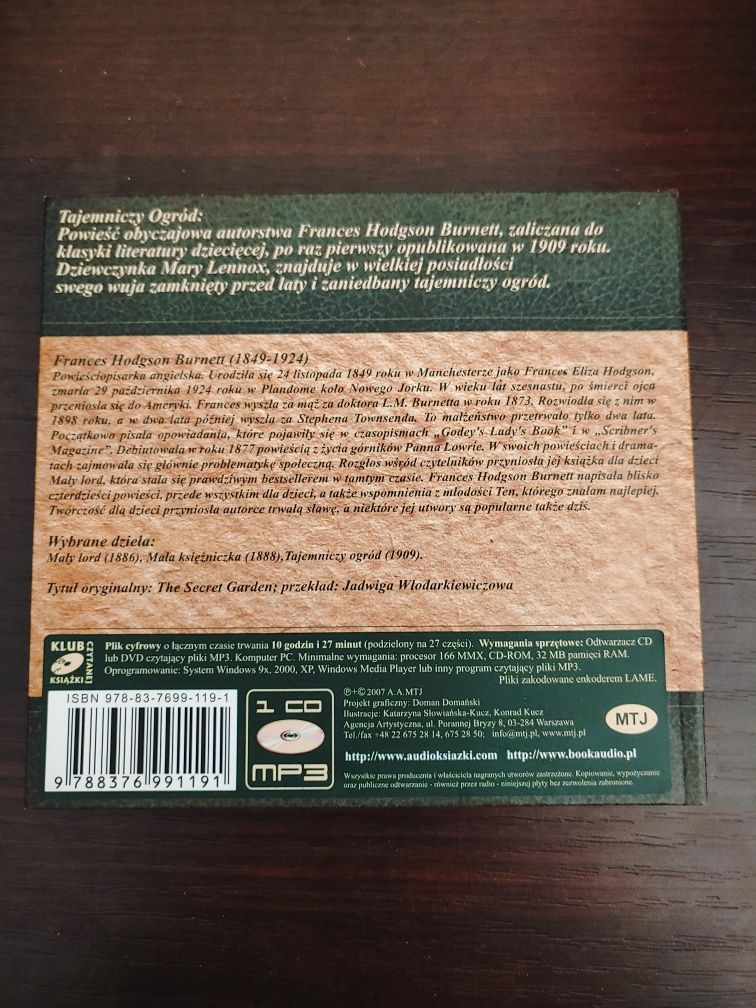 Tajemniczy Ogród:
Powieść obyczajowa autorstwa Frances Hodgson Burnett, zaliczana do
klasyki literatury dziecięcej, po raz pierwszy opublikowana w 1909 roku.
Dziewczynka Mary Lennox, znajduje w wielkiej posiadłości
swego wuja zamknięty przed laty i zaniedbany tajemniczy ogród.
Frances Hodgson Burnett (1849-1924)
Powieściopisarka angielska. Urodziła się 24 listopada 1849 roku w Manchesterze jako Frances Eliza Hodgson,
zmarła 29 października 1924 roku w Plandome koło Nowego Jorku. W wieku lat szesnastu, po śmierci ojca
przeniosła się do Ameryki. Frances wyszła za mąż za doktora L.M. Burnetta w roku 1873. Rozwiodła się z nim w
1898 roku, a w dwa lata później wyszła za Stephena Townsenda. To małżeństwo przetrwało tylko dwa lata.
Początkowo pisała opowiadania, które pojawiły się w czasopismach „Godey's Lady's Book" i w „Scribner's
Magazine". Debiutowała w roku 1877 powieścią z życia górników Panna Lowrie. W swoich powieściach i drama-
tach zajmowała się głównie problematykę społeczną. Rozgłos wśród czytelników przyniosła jej książka dla dzieci
Mały lord, która stała się prawdziwym bestsellerem w tamtym czasie. Frances Hodgson Burnett napisała blisko
czterdzieści powieści, przede wszystkim dla dzieci, a także wspomnienia z młodości Ten, którego znałam najlepiej.
Twórczość dla dzieci przyniosła autorce trwałą sławę, a niektóre jej utwory są popularne także dziś.
Wybrane dzieła:
Mały lord (1886), Mała księżniczka (1888),Tajemniczy ogród (1909).
Tytuł oryginalny: The Secret Garden; przekład: Jadwiga Włodarkiewiczowa
KLUB
CZYTANEJ
KSIĄŻKI
Plik cyfrowy o łącznym czasie trwania 10 godzin i 27 minut (podzielony na 27 części). Wymagania sprzętowe: Odtwarzacz CD
lub DVD czytający pliki MP3. Komputer PC. Minimalne wymagania: procesor 166 MMX, CD-ROM, 32 MB pamięci RAM.
Oprogramowanie: System Windows 9x, 2000, XP, Windows Media Player lub inny program czytający pliki MP3.
Pliki zakodowane enkoderem LAME.
ISBN 978-83-7699-119-1
9 788376 991191
1 CD
MP3
℗+© 2007 A.A.MTJ
Projekt graficzny: Doman Domański
Ilustracje: Katarzyna Słowiańska-Kucz, Konrad Kucz
Agencja Artystyczna, ul. Porannej Bryzy 8, 03-284 Warszawa
Tel./fax +48 22 675 28 14, 675 28 50; info@mtj.pl, www.mtj.pl
MTJ
http://www.audioksiazki.com http://www.bookaudio.pl
Wszystkie prawa producenta i właściciela nagranych utworów zastrzeżone. Kopiowanie, wypożyczanie
oraz publiczne odtwarzanie - również przez radio - niniejszej płyty bez zezwolenia zabronione.